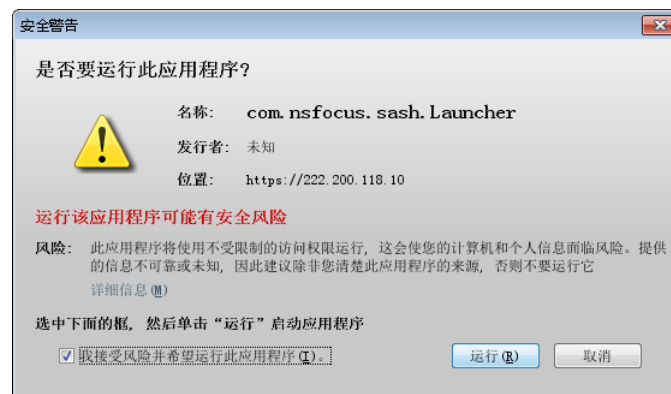 安全警告
是否要运行此应用程序?
名称: com.nsfocus.sash.Launcher
发行者: 未知
位置: https://222.200.118.10
运行该应用程序可能有安全风险
风险: 此应用程序将使用不受限制的访问权限运行, 这会使您的计算机和个人信息面临风险。提供
的信息不可靠或未知, 因此建议除非您清楚此应用程序的来源, 否则不要运行它
详细信息(M)
选中下面的框, 然后单击“运行”启动应用程序
我接受风险并希望运行此应用程序(I)。
运行(R) 取消